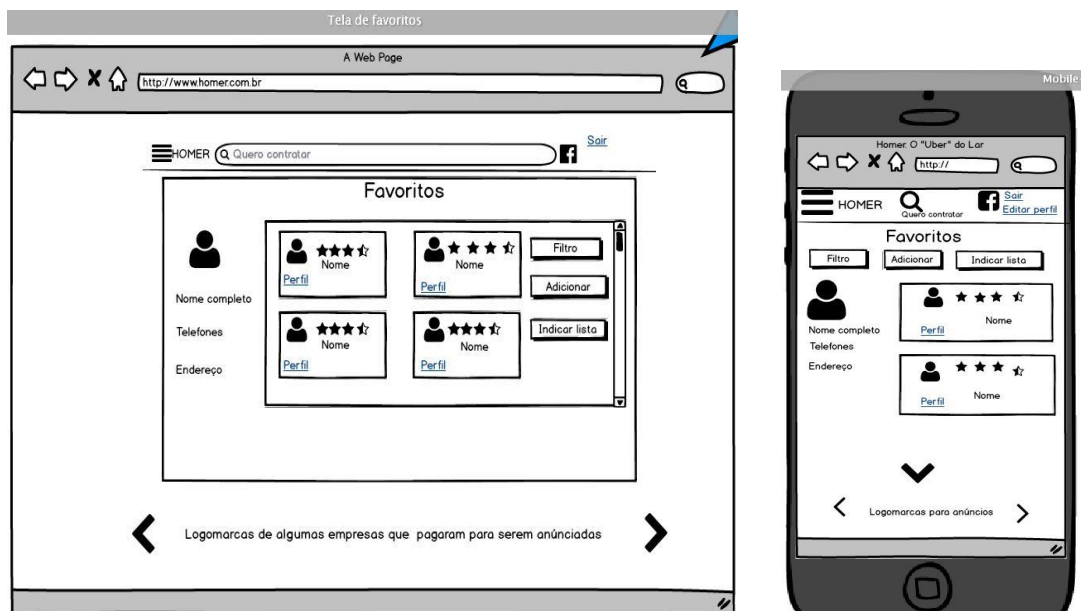 Tela de favoritos
A Web Page
http://www.homer.com.br
HOMER
Quero contratar
Sair
Favoritos
Nome completo
Telefones
Endereço
Nome
Perfil
Nome
Perfil
Filtro
Adicionar
Indicar lista
Nome
Perfil
Nome
Perfil
Logomarcas de algumas empresas que pagaram para serem anúnciadas
Mobile
Homer. O "Uber" do Lar
http://
HOMER
Quero contratar
Sair
Editar perfil
Favoritos
Filtro
Adicionar
Indicar lista
Nome completo
Telefones
Endereço
Nome
Perfil
Nome
Perfil
Logomarcas para anúncios